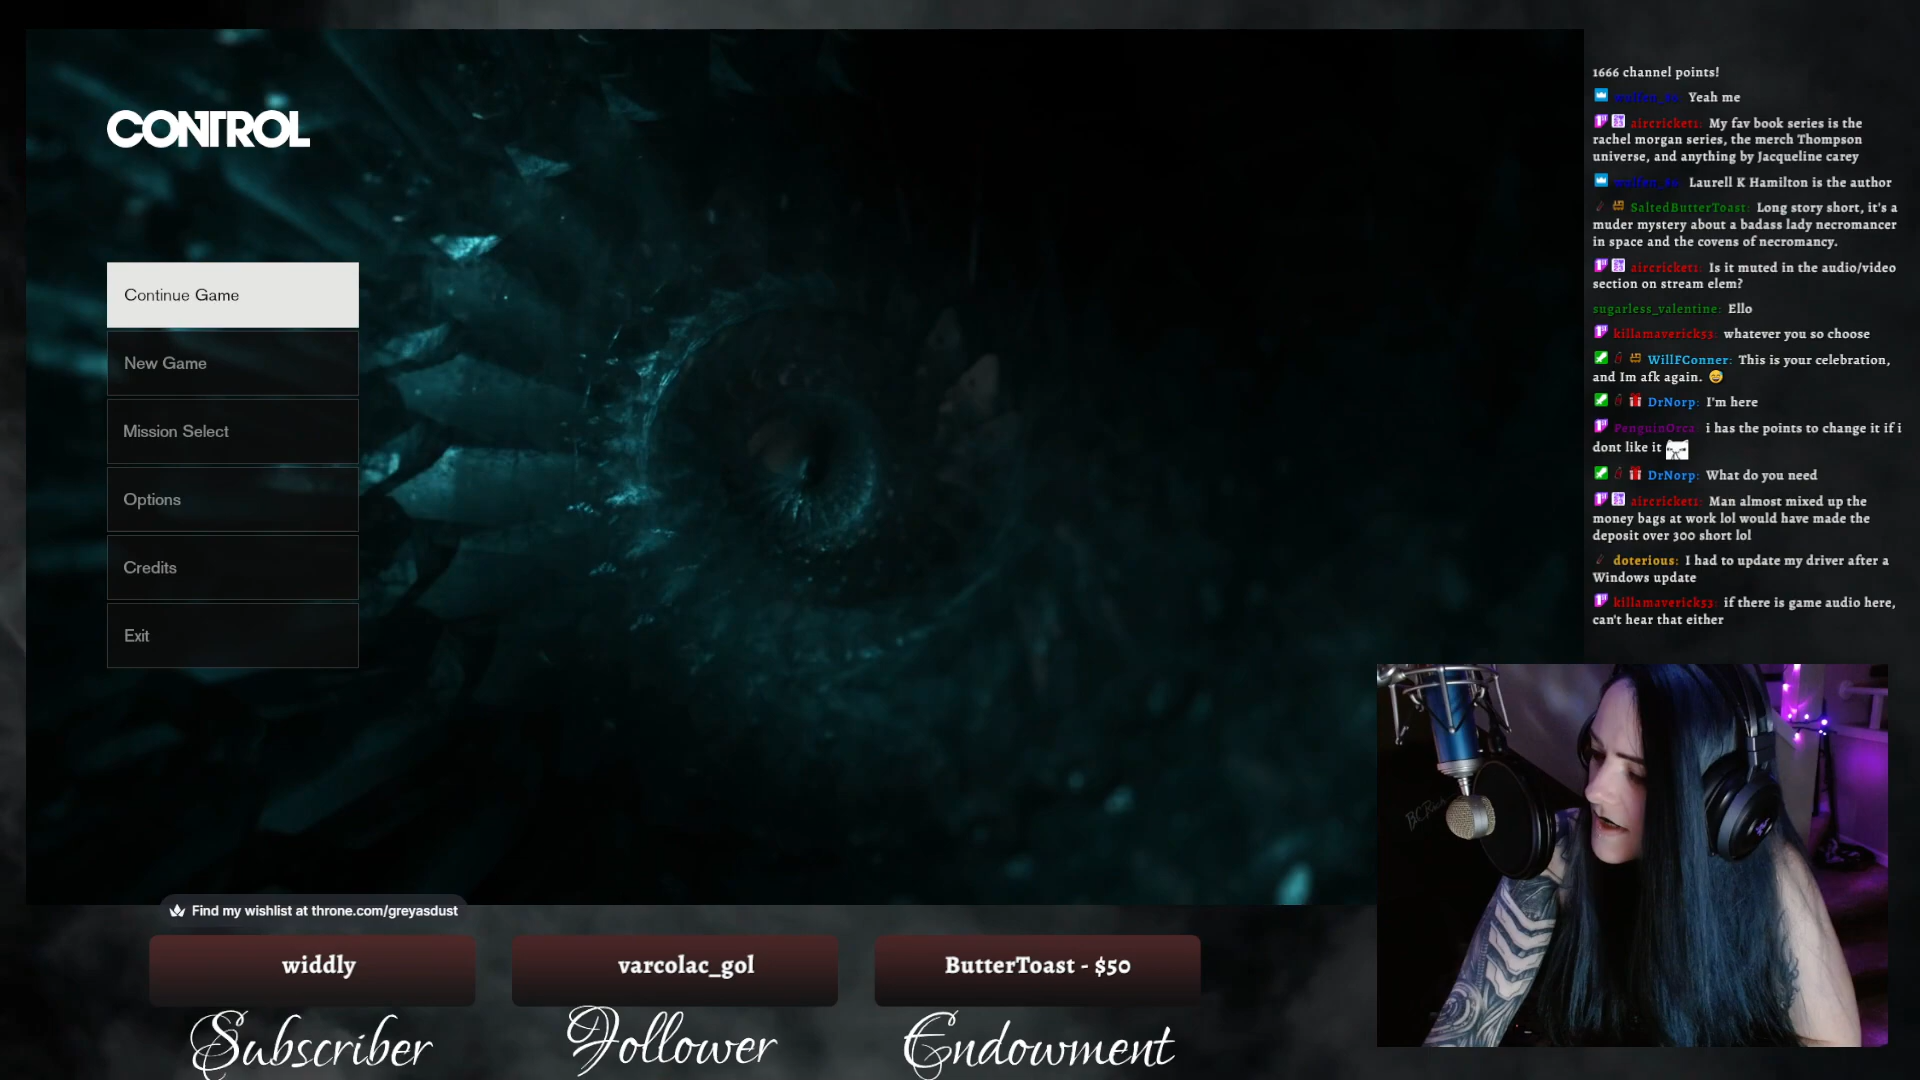 CONTROL
Continue Game
New Game
Mission Select
Options
Credits
Exit
1666 channel points!
Yeah me
aircricket1: My fav book series is the
rachel morgan series, the merch Thompson
universe, and anything by Jacqueline carey
Laurell K Hamilton is the author
SaltedButterToast: Long story short, it's a
muder mystery about a badass lady necromancer
in space and the covens of necromancy.
aircricket1: Is it muted in the audio/video
section on stream elem?
sugarless_valentine: Ello
killamaverick53: whatever you so choose
WillFConner: This is your celebration,
and Im afk again.
DrNorp: I'm here
PenguinOrca: i has the points to change it if i
dont like it
DrNorp: What do you need
aircricket1: Man almost mixed up the
money bags at work lol would have made the
deposit over 300 short lol
doterious: I had to update my driver after a
Windows update
killamaverick53: if there is game audio here,
can't hear that either
BC Rich
Find my wishlist at throne.com/greyasdust
widdly
varcolac_gol
ButterToast - $50
Subscriber
Follower
Endowment